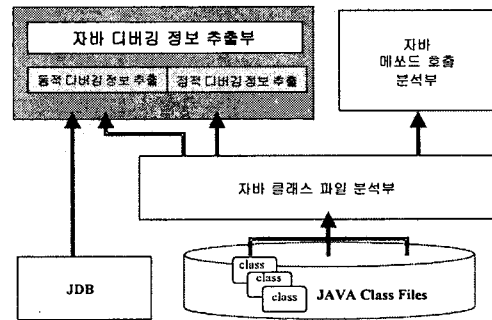 자바 디버깅 정보 추출부
동적 디버깅 정보 추출
정적 디버깅 정보 추출
자바
메쏘드 호출
분석부
자바 클래스 파일 분석부
JDB
class
class
class
JAVA Class Files